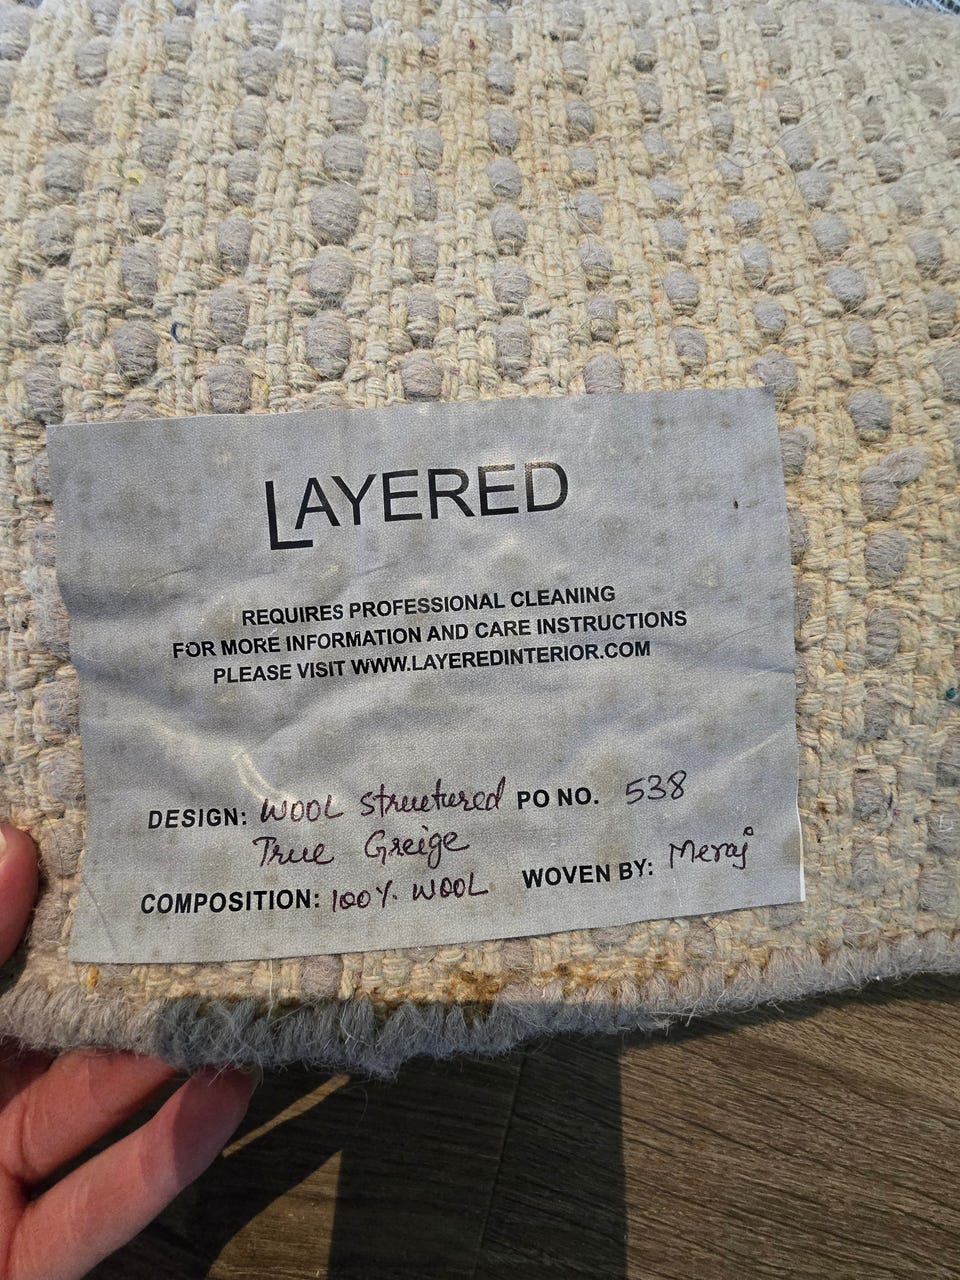 LAYERED
REQUIRES PROFESSIONAL CLEANING
FOR MORE INFORMATION AND CARE INSTRUCTIONS
PLEASE VISIT WWW.LAYEREDINTERIOR.COM
DESIGN: WOOL structured PO NO. 538
True Greige
COMPOSITION: 100%. WOOL WOVEN BY: Meraj